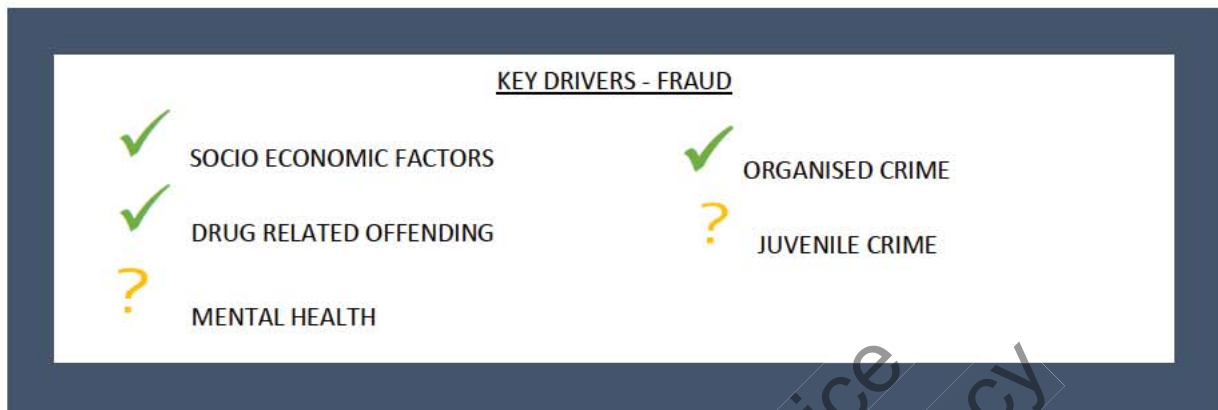 KEY DRIVERS - FRAUD
✓ SOCIO ECONOMIC FACTORS
✓ DRUG RELATED OFFENDING
? MENTAL HEALTH
✓ ORGANISED CRIME
? JUVENILE CRIME